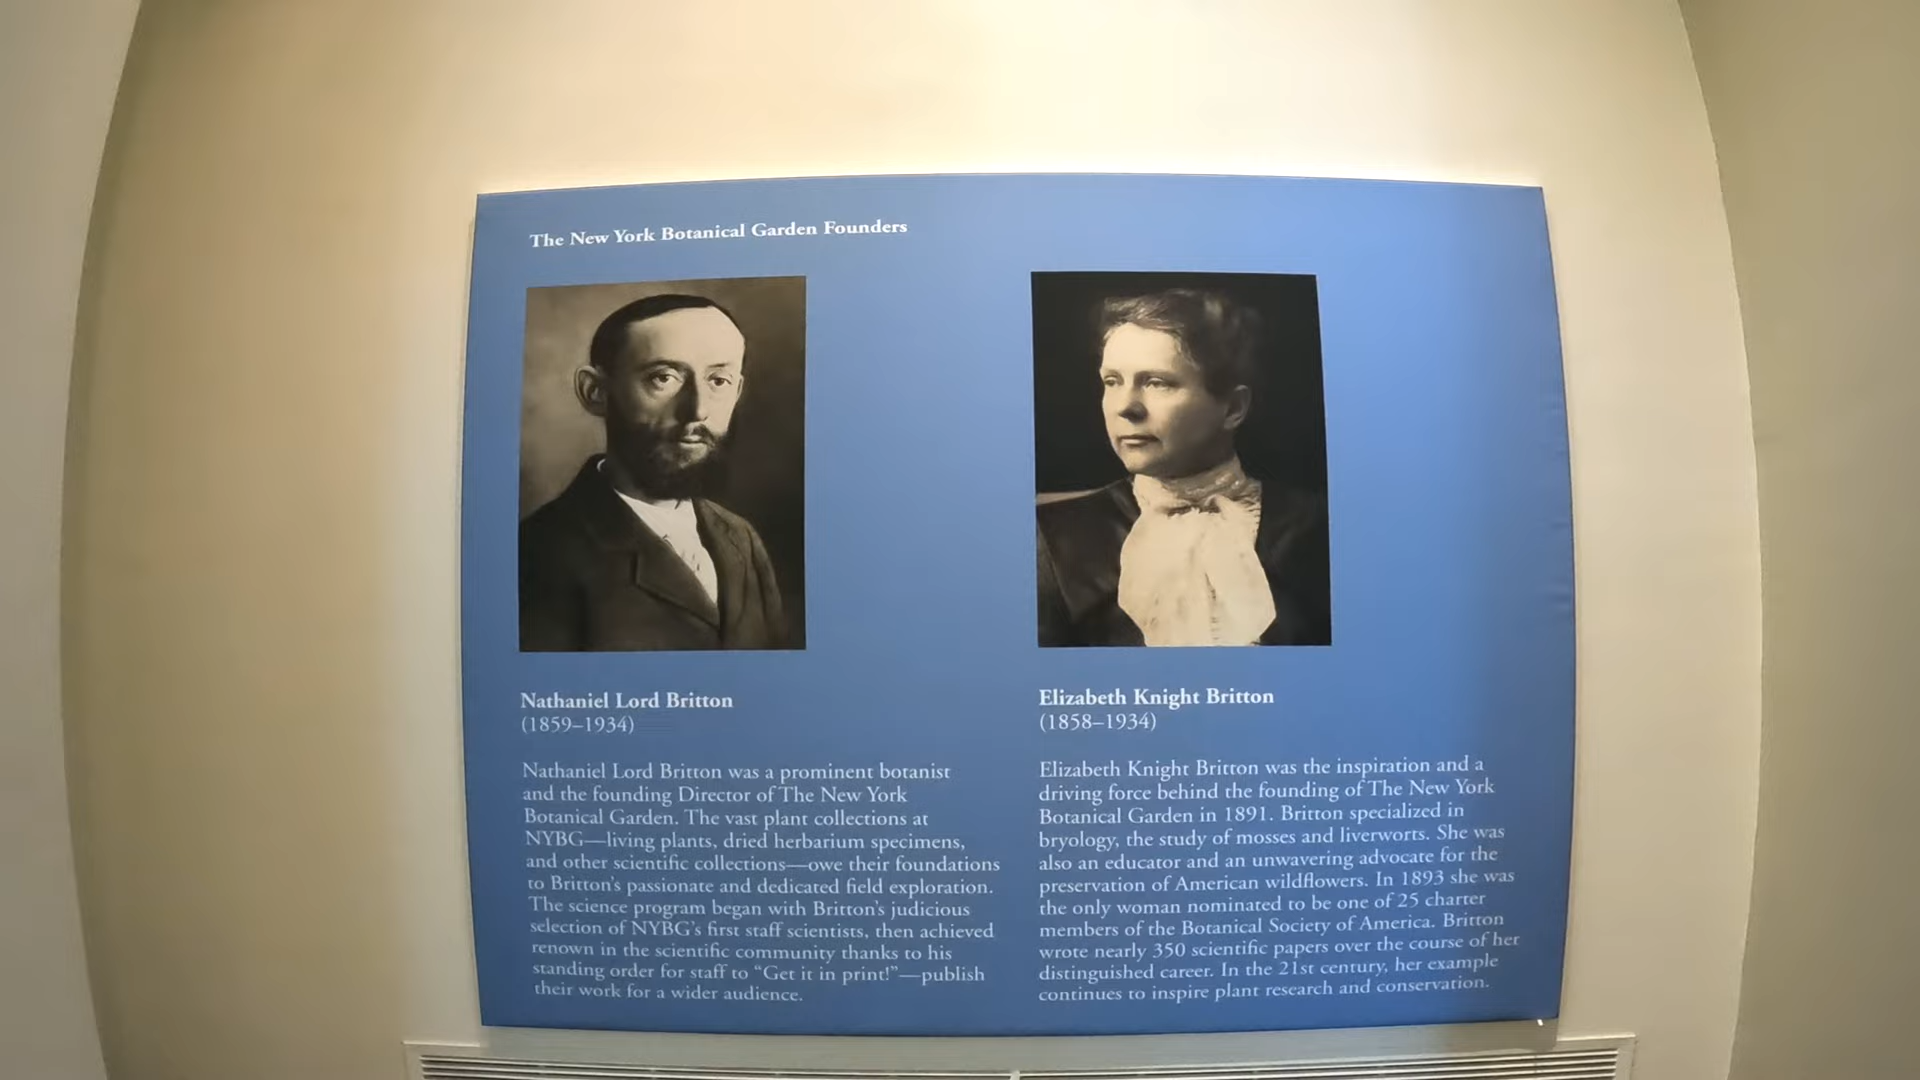 The New York Botanical Garden Founders
Nathaniel Lord Britton
(1859–1934)
Nathaniel Lord Britton was a prominent botanist
and the founding Director of The New York
Botanical Garden. The vast plant collections at
NYBG—living plants, dried herbarium specimens,
and other scientific collections—owe their foundations
to Britton's passionate and dedicated field exploration.
The science program began with Britton's judicious
selection of NYBG's first staff scientists, then achieved
renown in the scientific community thanks to his
standing order for staff to “Get it in print!”—publish
their work for a wider audience.
Elizabeth Knight Britton
(1858–1934)
Elizabeth Knight Britton was the inspiration and a
driving force behind the founding of The New York
Botanical Garden in 1891. Britton specialized in
bryology, the study of mosses and liverworts. She was
also an educator and an unwavering advocate for the
preservation of American wildflowers. In 1893 she was
the only woman nominated to be one of 25 charter
members of the Botanical Society of America. Britton
wrote nearly 350 scientific papers over the course of her
distinguished career. In the 21st century, her example
continues to inspire plant research and conservation.